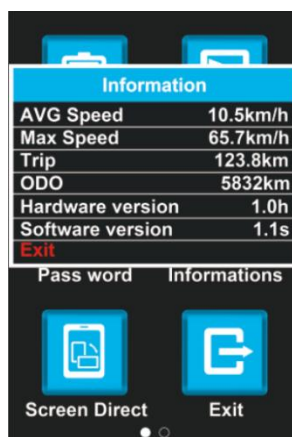 Information
AVG Speed 10.5km/h
Max Speed 65.7km/h
Trip 123.8km
ODO 5832km
Hardware version 1.0h
Software version 1.1s
Exit
Pass word Informations
Screen Direct Exit